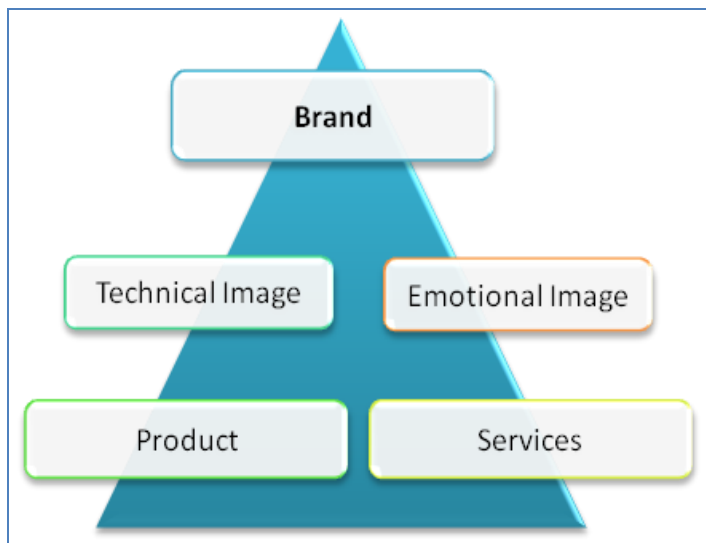 Brand
Technical Image
Emotional Image
Product
Services